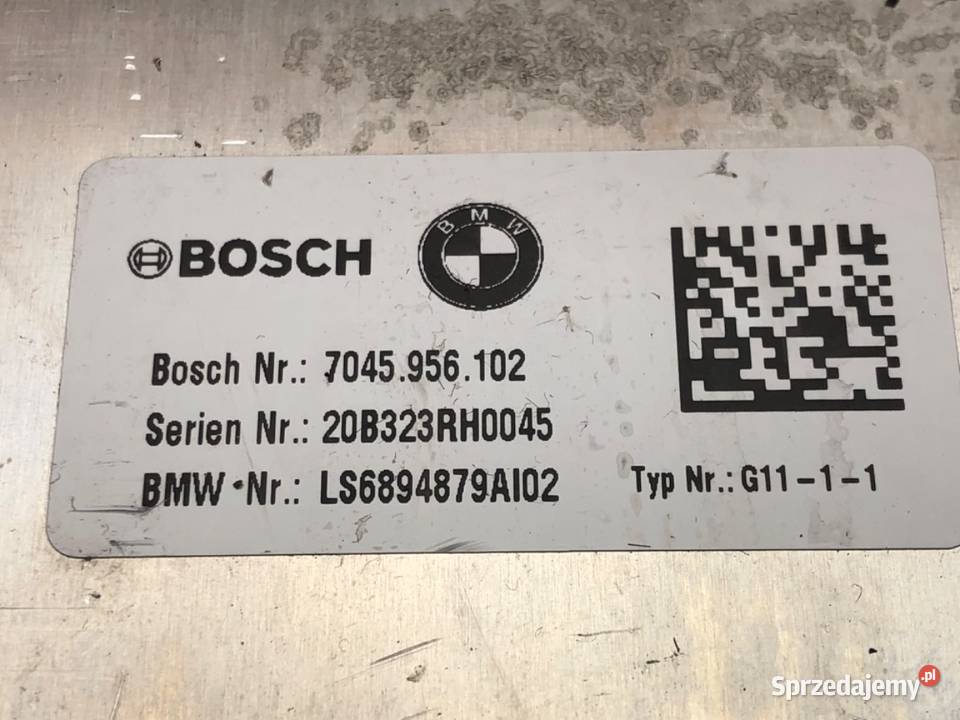 BOSCH
BMW
Bosch Nr.: 7045.956.102
Serien Nr.: 20B323RH0045
BMW-Nr.: LS6894879AI02
Typ Nr.: G11-1-1
Sprzedajemy.pl